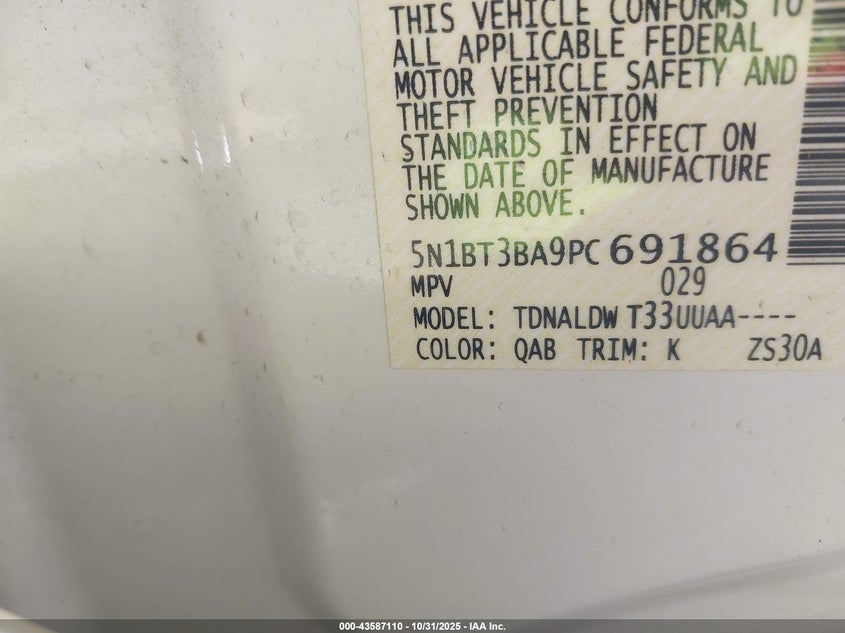 THIS VEHICLE CONFORMS TO
ALL APPLICABLE FEDERAL
MOTOR VEHICLE SAFETY AND
THEFT PREVENTION
STANDARDS IN EFFECT ON
THE DATE OF MANUFACTURE
SHOWN ABOVE.
5N1BT3BA9PC691864
MPV 029
MODEL: TDNALDW T33UUAA----
COLOR: QAB TRIM: K ZS30A
000-43587110 - 10/31/2025 - IAA Inc.